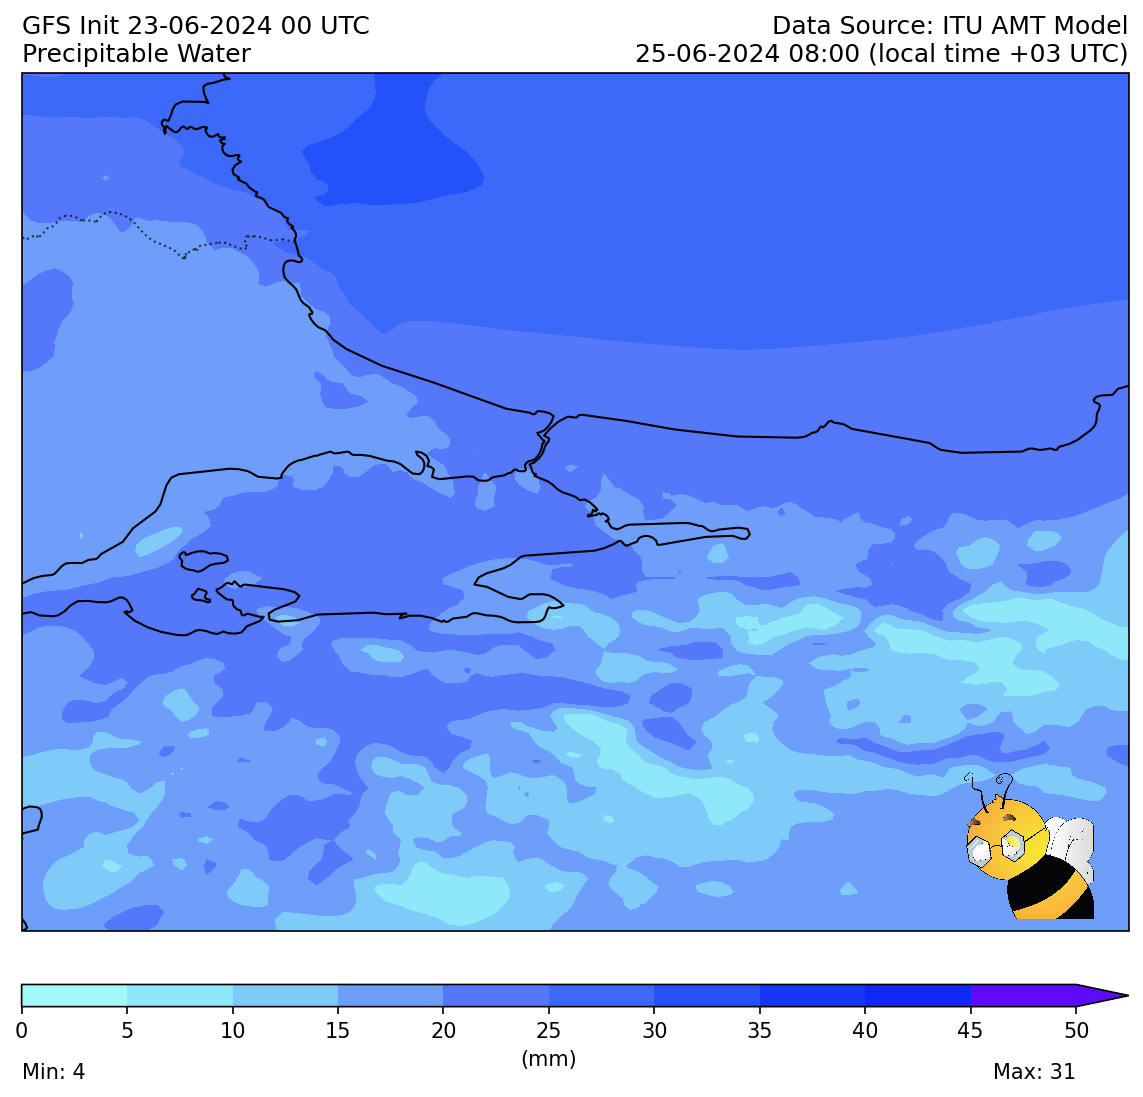 GFS Init 23-06-2024 00 UTC
Data Source: ITU AMT Model
Precipitable Water
25-06-2024 08:00 (local time +03 UTC)
0 5 10 15 20 25 30 35 40 45 50
(mm)
Min: 4
Max: 31